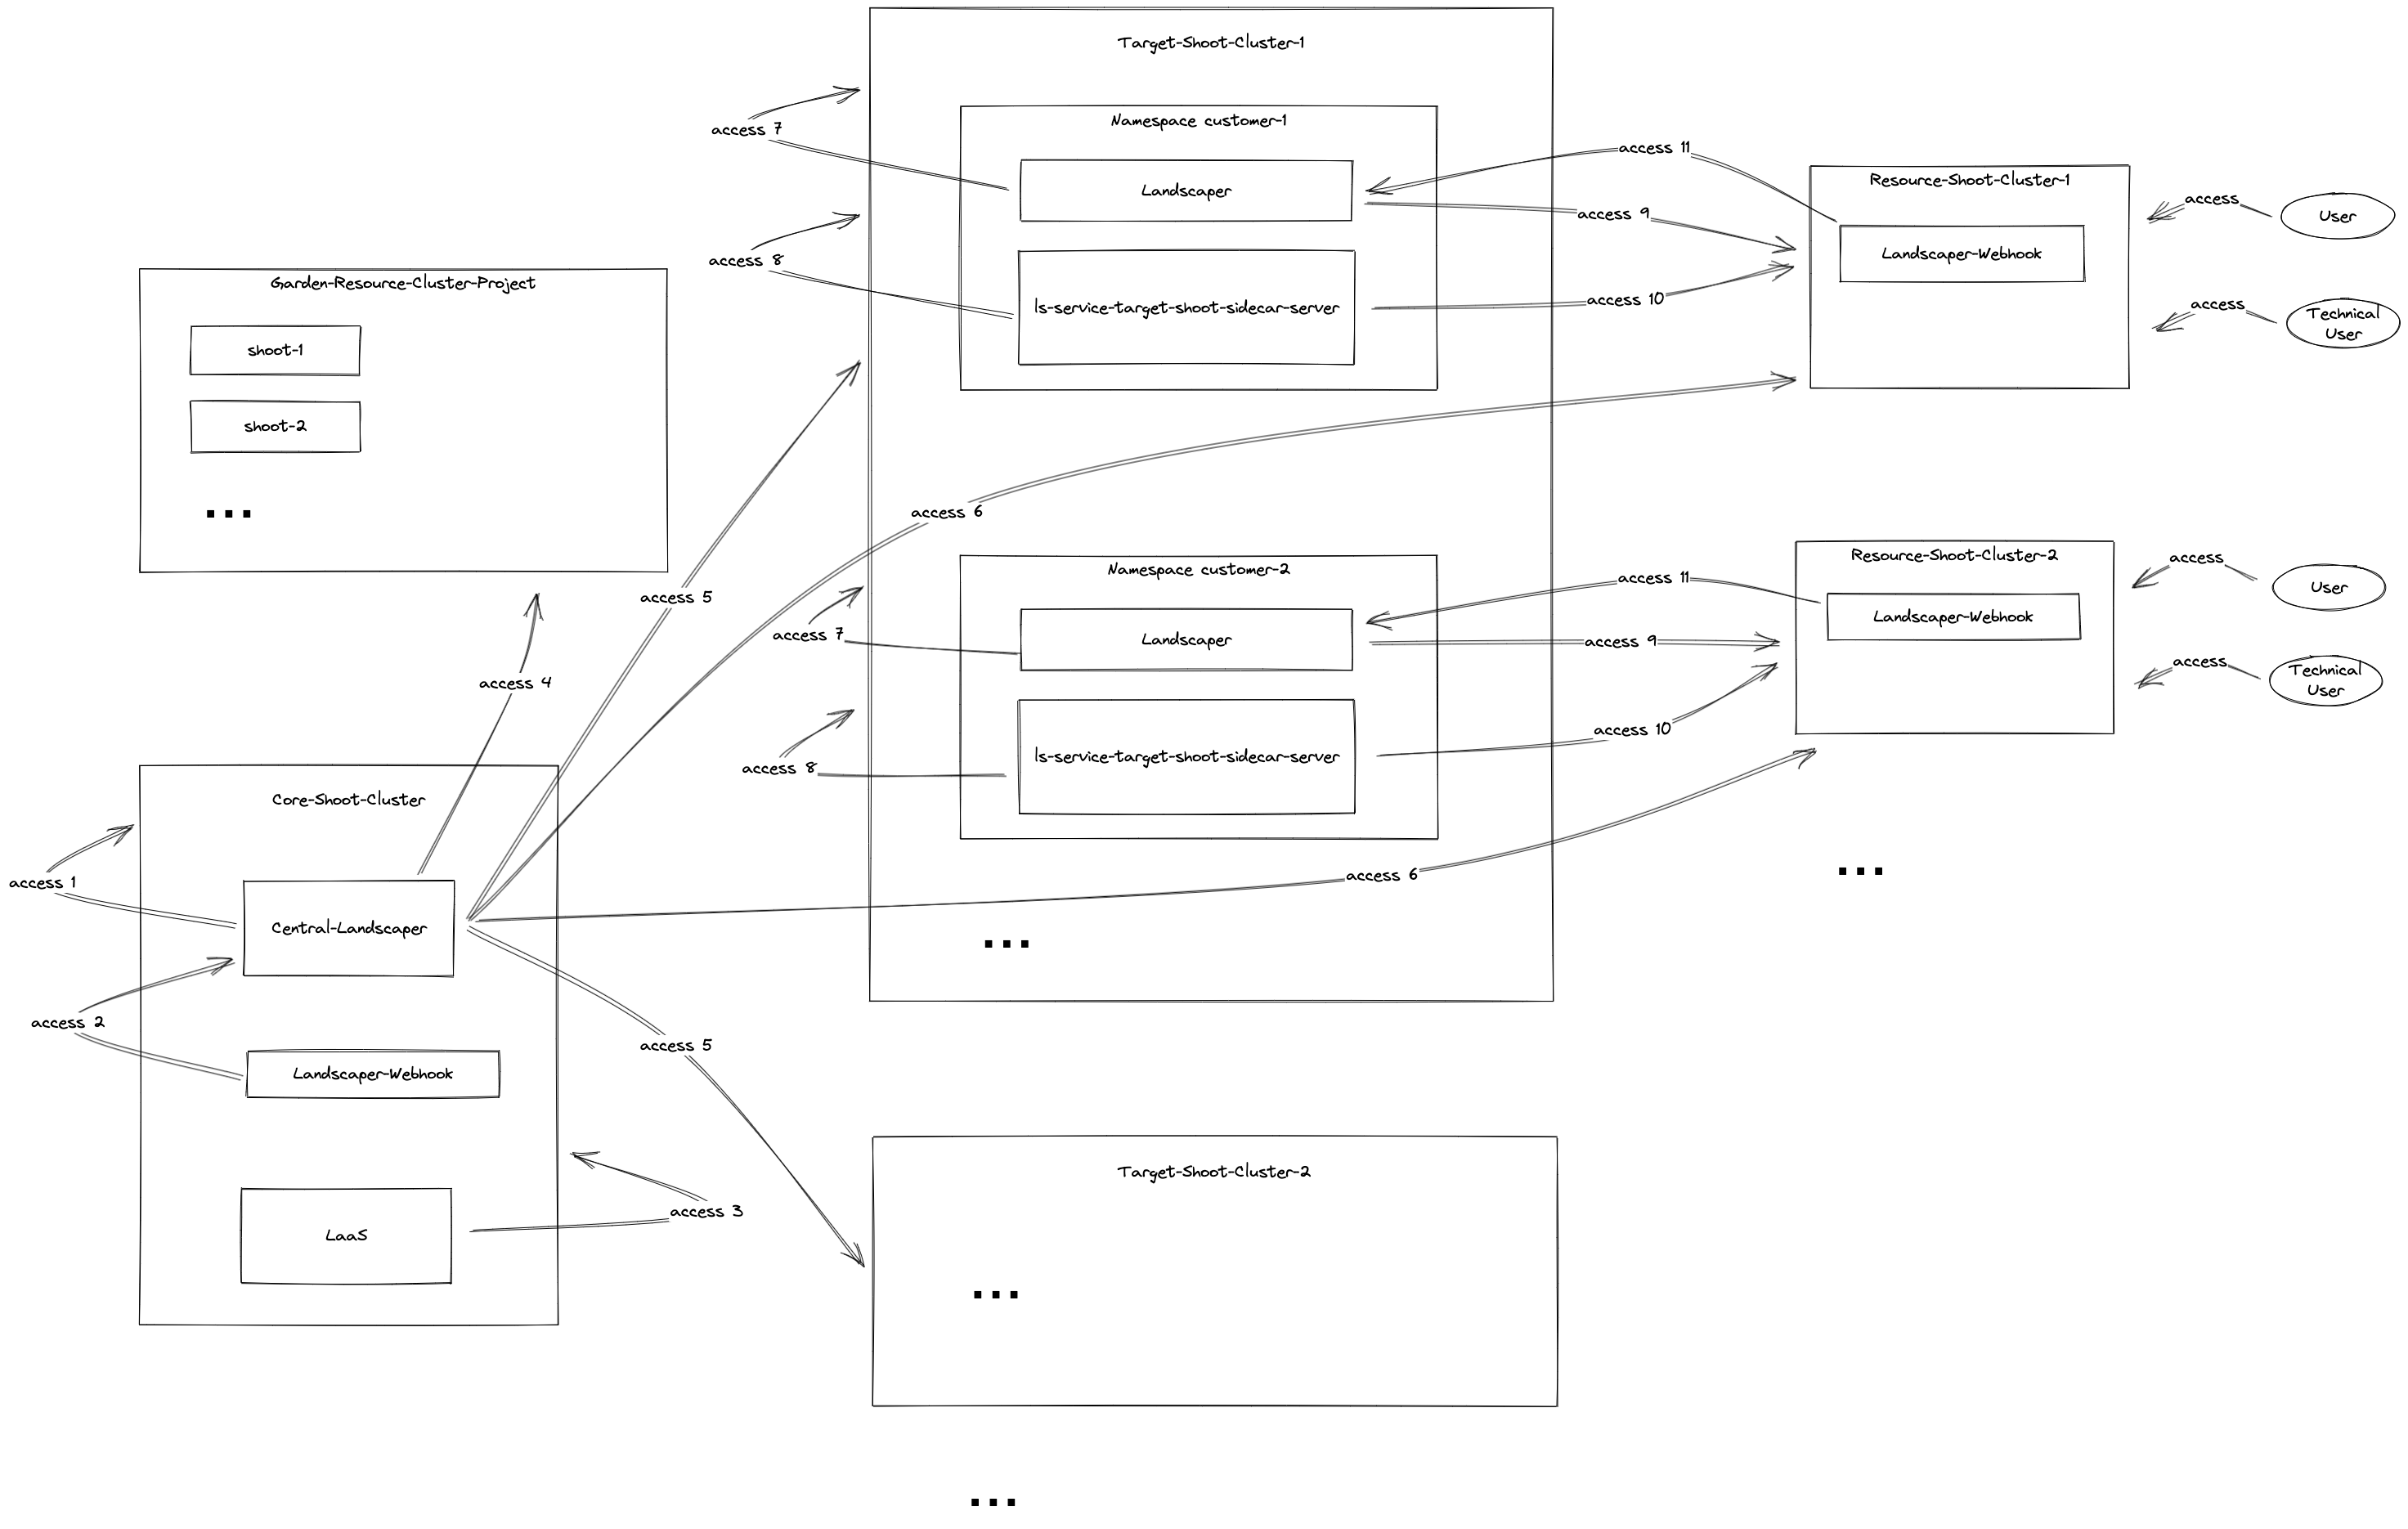 Target-Shoot-Cluster-1
Namespace customer-1
access 7
Landscaper
access 8
ls-service-target-shoot-sidecar-server
access 11
access 9
access 10
Resource-Shoot-Cluster-1
Landscaper-Webhook
access
User
access
Technical
User
Garden-Resource-Cluster-Project
shoot-1
shoot-2
...
access 5
access 6
access 4
Namespace customer-2
access 7
Landscaper
access 8
ls-service-target-shoot-sidecar-server
...
access 11
access 9
access 10
access 6
Resource-Shoot-Cluster-2
Landscaper-Webhook
access
User
access
Technical
User
...
Core-Shoot-Cluster
access 1
Central-Landscaper
access 2
Landscaper-Webhook
access 5
access 3
LaaS
Target-Shoot-Cluster-2
...
...